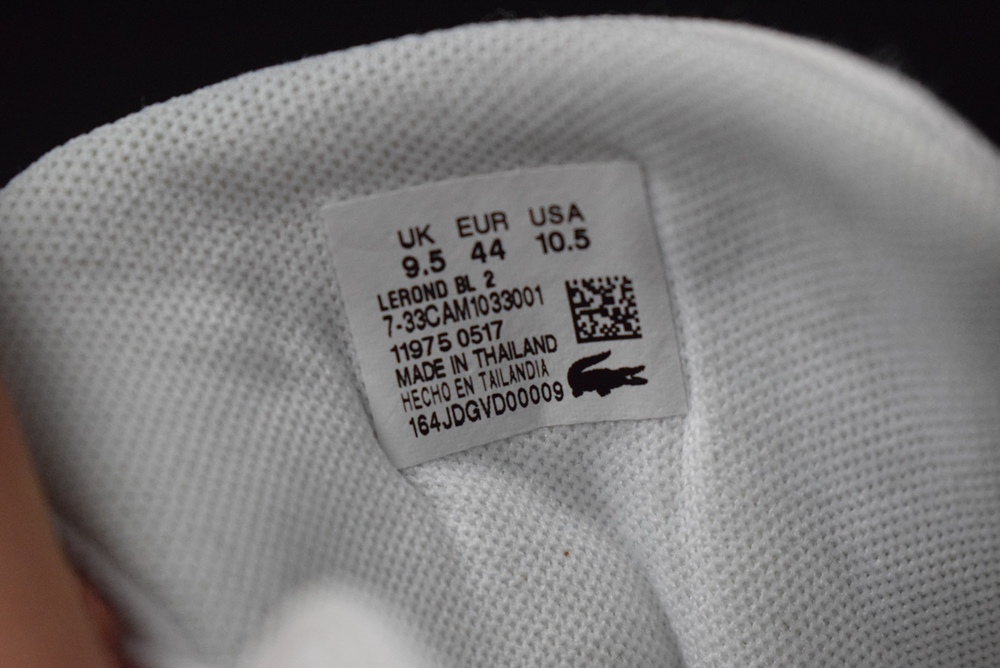 UK EUR USA
9.5 44 10.5
LEROND BL 2
7-33CAM1033001
11975 0517
MADE IN THAILAND
HECHO EN TAILANDIA
164JDGVD00009